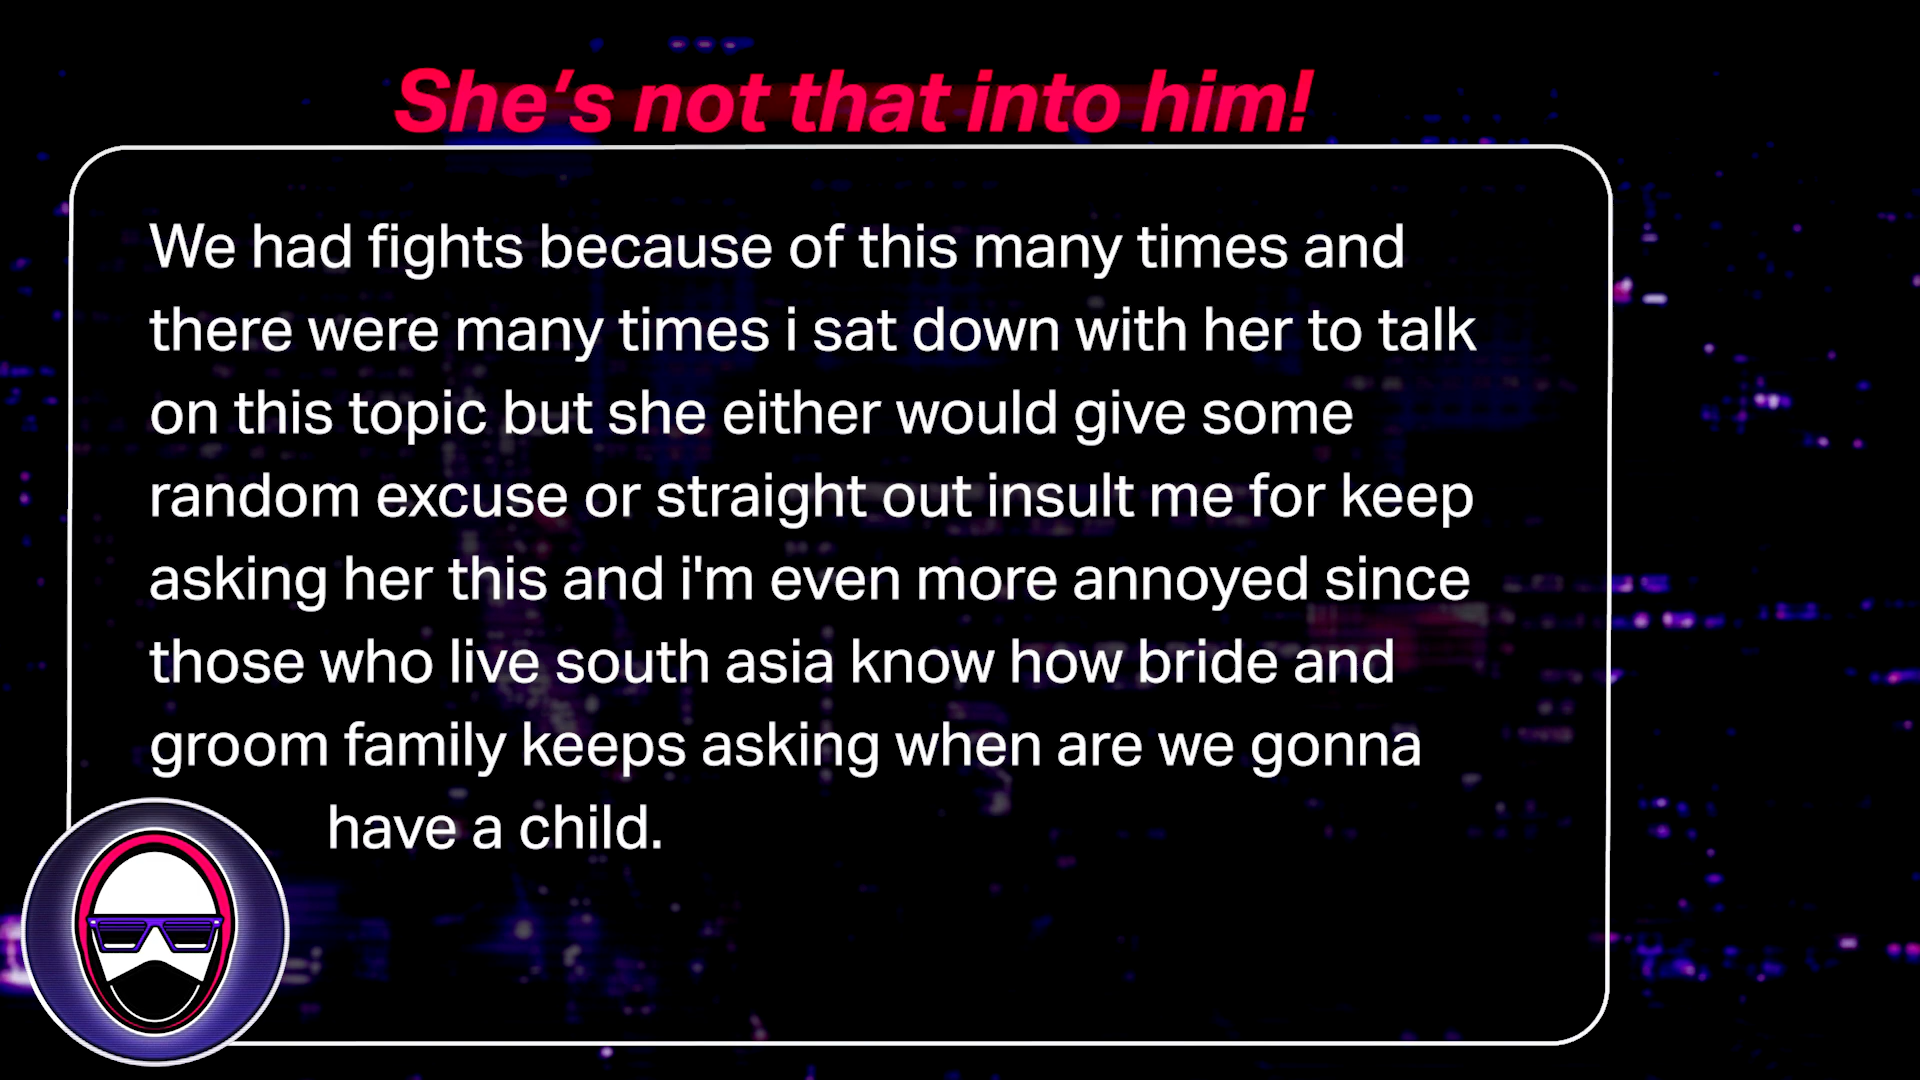 She’s not that into him!
We had fights because of this many times and
there were many times i sat down with her to talk
on this topic but she either would give some
random excuse or straight out insult me for keep
asking her this and i'm even more annoyed since
those who live south asia know how bride and
groom family keeps asking when are we gonna
have a child.